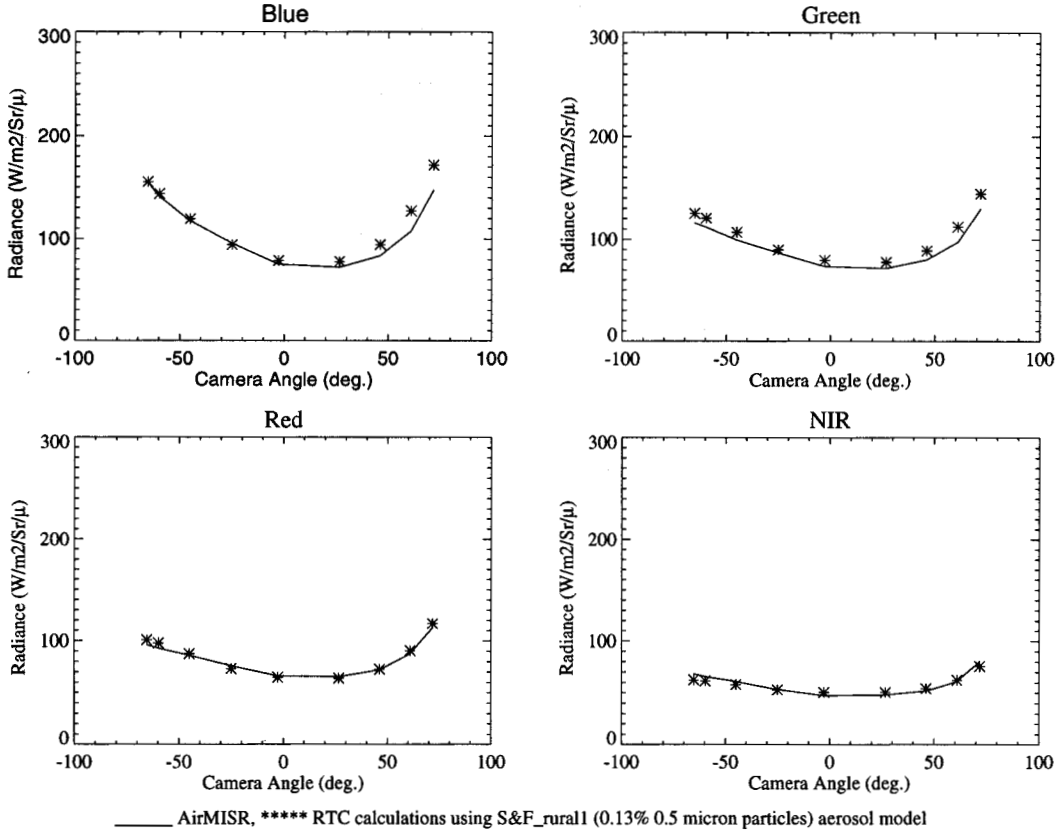 Blue
300
200
100
0
Radiance (W/m2/Sr/μ)
-100 -50 0 50 100
Camera Angle (deg.)
Green
300
200
100
0
Radiance (W/m2/Sr/μ)
-100 -50 0 50 100
Camera Angle (deg.)
Red
300
200
100
0
Radiance (W/m2/Sr/μ)
-100 -50 0 50 100
Camera Angle (deg.)
NIR
300
200
100
0
Radiance (W/m2/Sr/μ)
-100 -50 0 50 100
Camera Angle (deg.)
AirMISR, ***** RTC calculations using S&F_rural1 (0.13% 0.5 micron particles) aerosol model